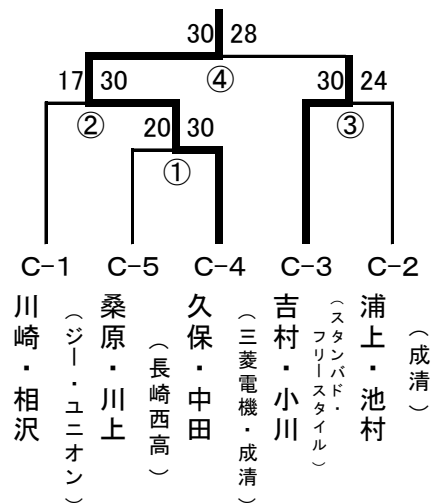 30 28
④
17 30
30 24
②
③
20 30
①
C-1 C-5 C-4 C-3 C-2
川崎・相沢
（ジー・ユニオン）
桑原・川上
（長崎西高）
久保・中田
（三菱電機・成清）
吉村・小川
（スタンバド・
フリースタイル）
浦上・池村
（成清）